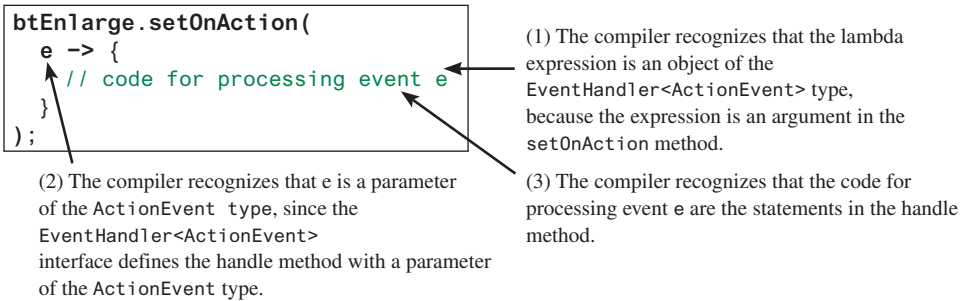 btEnlarge.setOnAction(
e -> {
// code for processing event e
}
);
(1) The compiler recognizes that the lambda
expression is an object of the
EventHandler<ActionEvent> type,
because the expression is an argument in the
setOnAction method.
(2) The compiler recognizes that e is a parameter
of the ActionEvent type, since the
EventHandler<ActionEvent>
interface defines the handle method with a parameter
of the ActionEvent type.
(3) The compiler recognizes that the code for
processing event e are the statements in the handle
method.